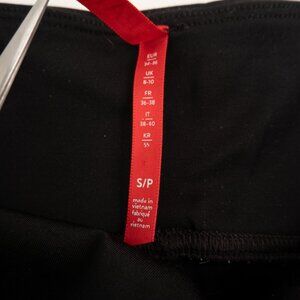 EUR
34-36
UK
8-10
FR
36-38
IT
38-40
KR
55
S/P
made in
vietnam
fabriqué
au
vietnam